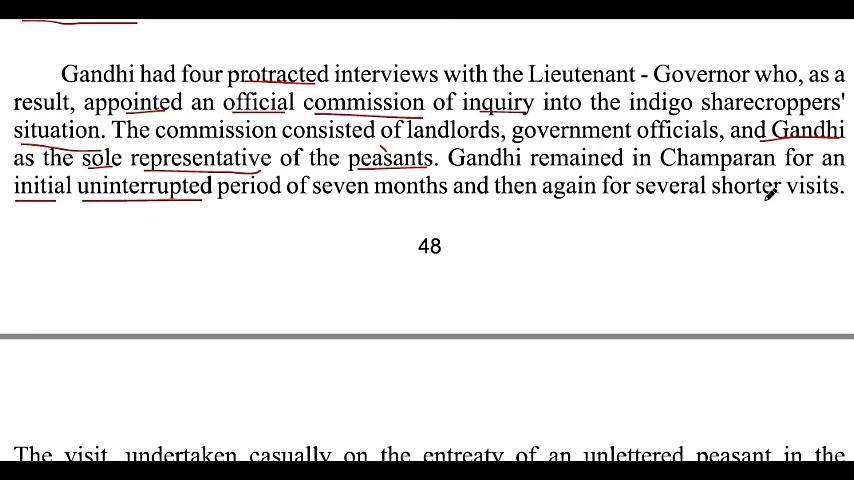 Gandhi had four protracted interviews with the Lieutenant - Governor who, as a
result, appointed an official commission of inquiry into the indigo sharecroppers'
situation. The commission consisted of landlords, government officials, and Gandhi
as the sole representative of the peasants. Gandhi remained in Champaran for an
initial uninterrupted period of seven months and then again for several shorter visits.
48
The visit, undertaken casually on the entreaty of an unlettered peasant in the